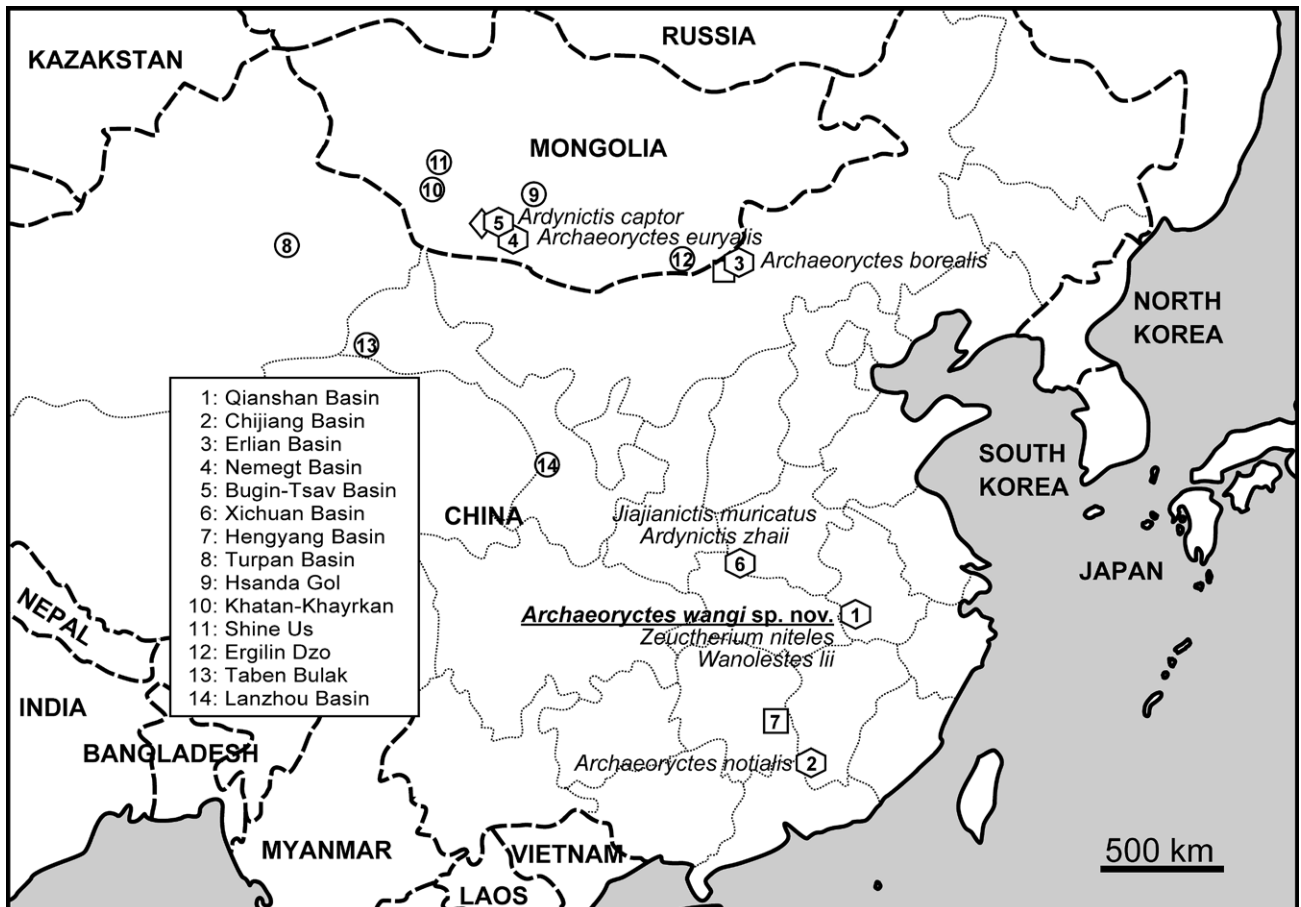 RUSSIA
KAZAKSTAN
MONGOLIA
11
10
9
5
Ardynictis captor
4
Archaeoryctes euryalis
8
12
3
Archaeoryctes borealis
NORTH
KOREA
13
1: Qianshan Basin
2: Chijiang Basin
3: Erlian Basin
4: Nemegt Basin
5: Bugin-Tsav Basin
6: Xichuan Basin
7: Hengyang Basin
8: Turpan Basin
9: Hsanda Gol
10: Khatan-Khayrkan
11: Shine Us
12: Ergilin Dzo
13: Taben Bulak
14: Lanzhou Basin
14
SOUTH
KOREA
CHINA
Jiajianictis muricatus
Ardynictis zhaii
6
JAPAN
Archaeoryctes wangi sp. nov.
1
Zeuctherium niteles
Wanolestes lii
NEPAL
INDIA
7
BANGLADESH
Archaeoryctes notialis
2
MYANMAR
VIETNAM
LAOS
500 km